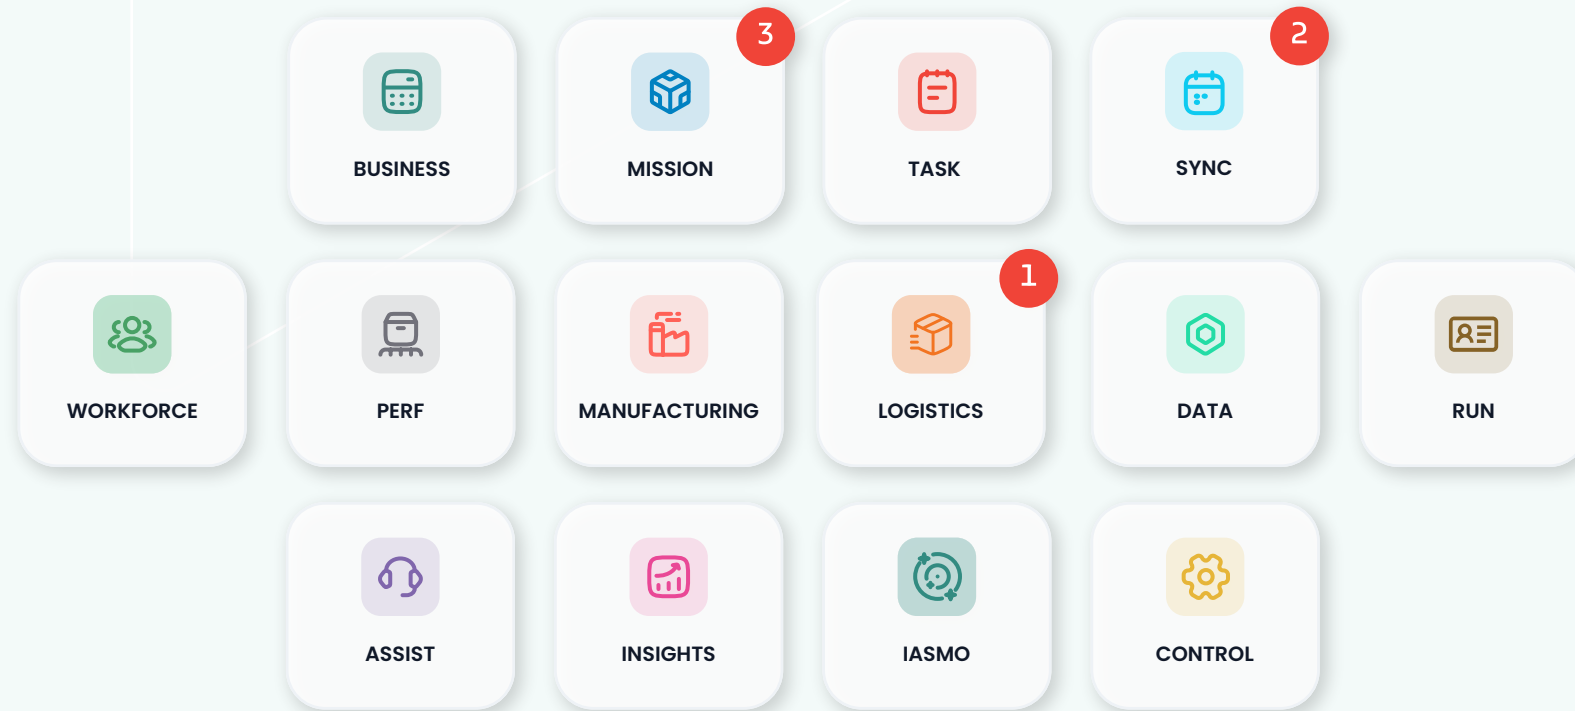 3
2
BUSINESS
MISSION
TASK
SYNC
1
WORKFORCE
PERF
MANUFACTURING
LOGISTICS
DATA
RUN
ASSIST
INSIGHTS
IASMO
CONTROL